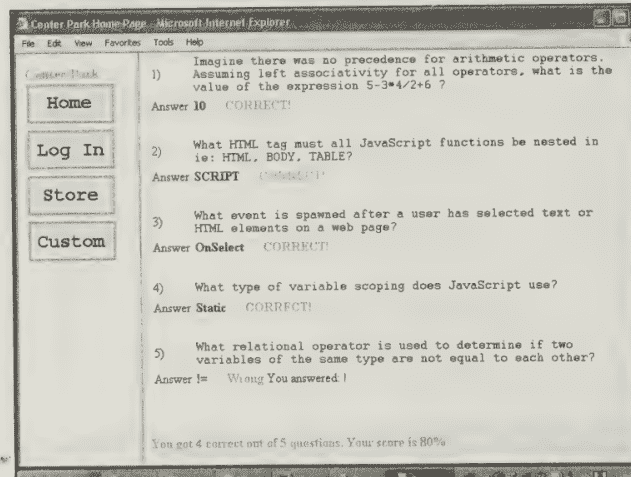 Center Park Home Page - Microsoft Internet Explorer
File Edit View Favorites Tools Help
Center Park
Home
Log In
Store
Custom
1) Imagine there was no precedence for arithmetic operators.
Assuming left associativity for all operators, what is the
value of the expression 5-3*4/2+6 ?
Answer 10 CORRECT!
2) What HTML tag must all JavaScript functions be nested in
ie: HTML, BODY, TABLE?
Answer SCRIPT CORRECT!
3) What event is spawned after a user has selected text or
HTML elements on a web page?
Answer OnSelect CORRECT!
4) What type of variable scoping does JavaScript use?
Answer Static CORRECT!
5) What relational operator is used to determine if two
variables of the same type are not equal to each other?
Answer != Wrong You answered: !
You got 4 correct out of 5 questions. Your score is 80%